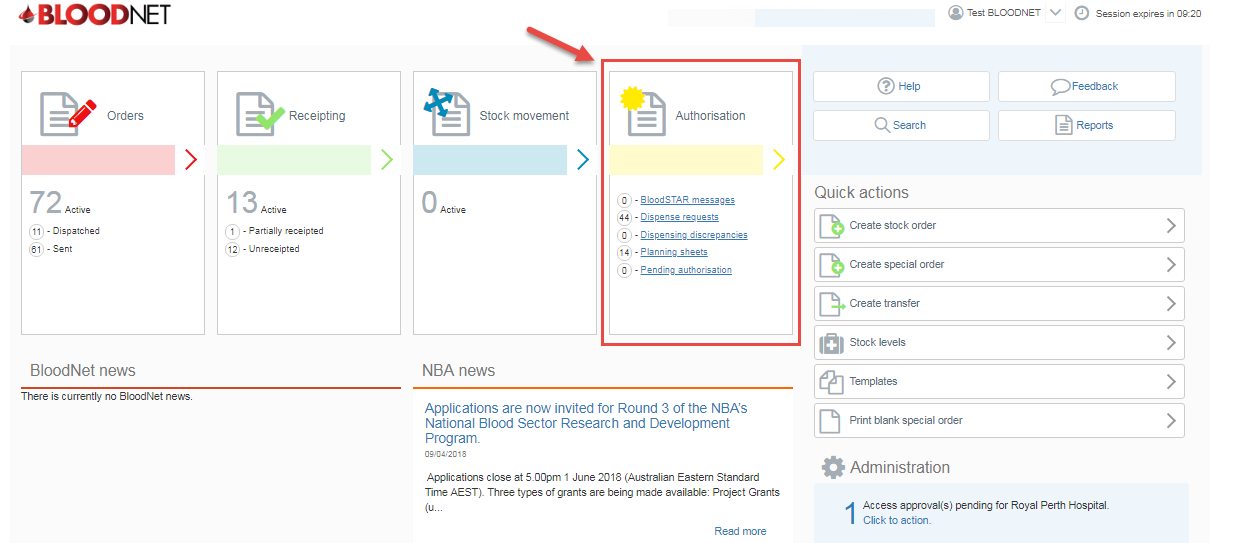 BLOODNET
Test BLOODNET
Session expires in 09:20
Orders
72 Active
11 - Dispatched
61 - Sent
Receipting
13 Active
1 - Partially receipted
12 - Unreceipted
Stock movement
0 Active
Authorisation
0 - BloodSTAR messages
44 - Dispense requests
0 - Dispensing discrepancies
14 - Planning sheets
0 - Pending authorisation
Help
Feedback
Search
Reports
Quick actions
Create stock order
Create special order
Create transfer
Stock levels
Templates
Print blank special order
BloodNet news
There is currently no BloodNet news.
NBA news
Applications are now invited for Round 3 of the NBA's
National Blood Sector Research and Development
Program.
09/04/2018
Applications close at 5.00pm 1 June 2018 (Australian Eastern Standard
Time AEST). Three types of grants are being made available: Project Grants
(u...
Read more
Administration
1 Access approval(s) pending for Royal Perth Hospital.
Click to action.